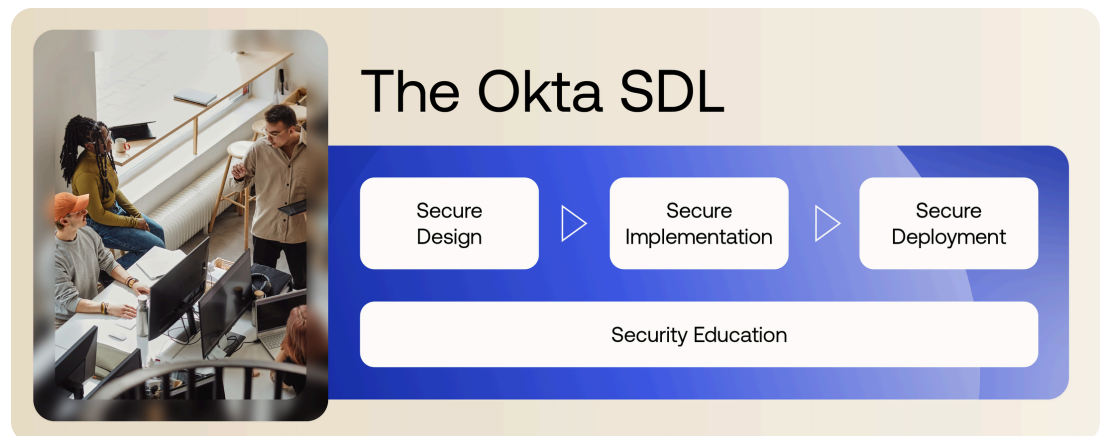 The Okta SDL
Secure
Design
Secure
Implementation
Secure
Deployment
Security Education